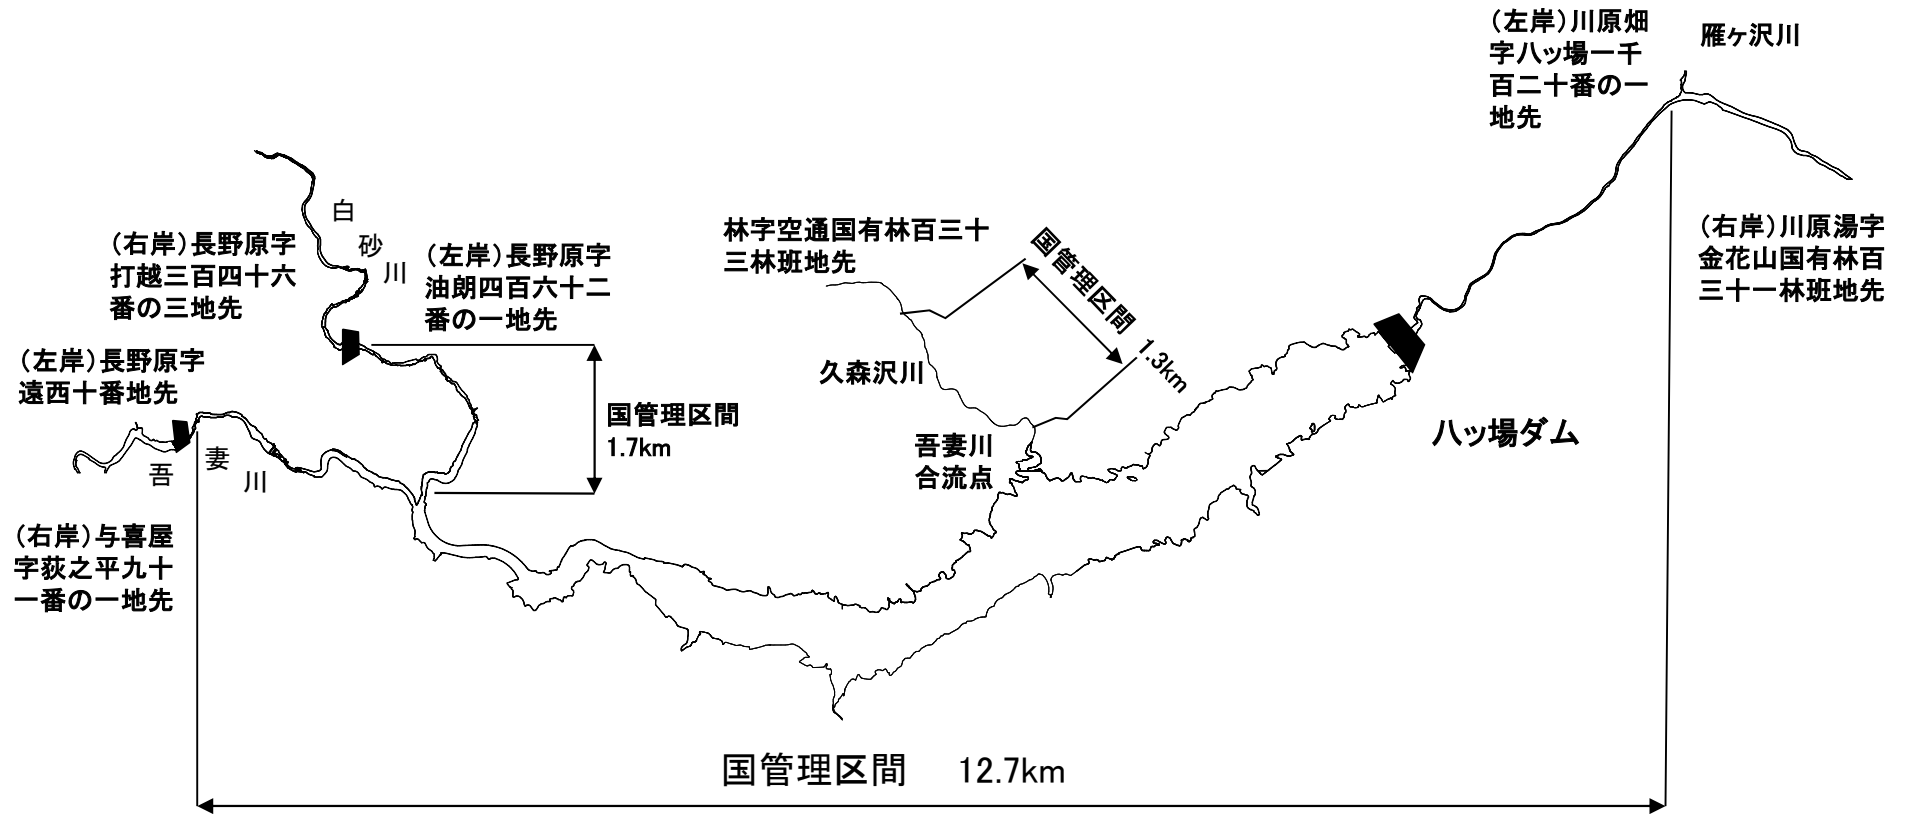 （左岸）川原畑
字八ッ場一千
百二十番の一
地先
雁ヶ沢川
（右岸）川原湯字
金花山国有林百
三十一林班地先
白
砂
川
（右岸）長野原字
打越三百四十六
番の三地先
（左岸）長野原字
油朗四百六十二
番の一地先
林字空通国有林百三十
三林班地先
国管理区間 1.3km
久森沢川
吾妻川
合流点
（左岸）長野原字
遠西十番地先
国管理区間
1.7km
八ッ場ダム
吾
妻
川
（右岸）与喜屋
字荻之平九十
一番の一地先
国管理区間 12.7km